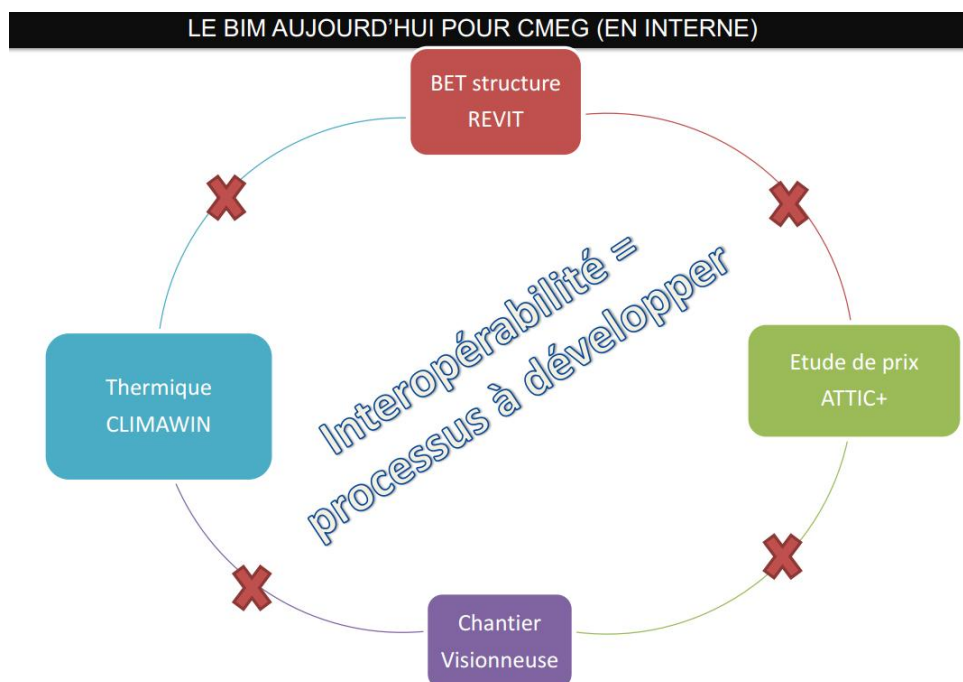 LE BIM AUJOURD'HUI POUR CMEG (EN INTERNE)
BET structure
REVIT
Interopérabilité =
processus à développer
Thermique
CLIMAWIN
Etude de prix
ATTIC+
Chantier
Visionneuse